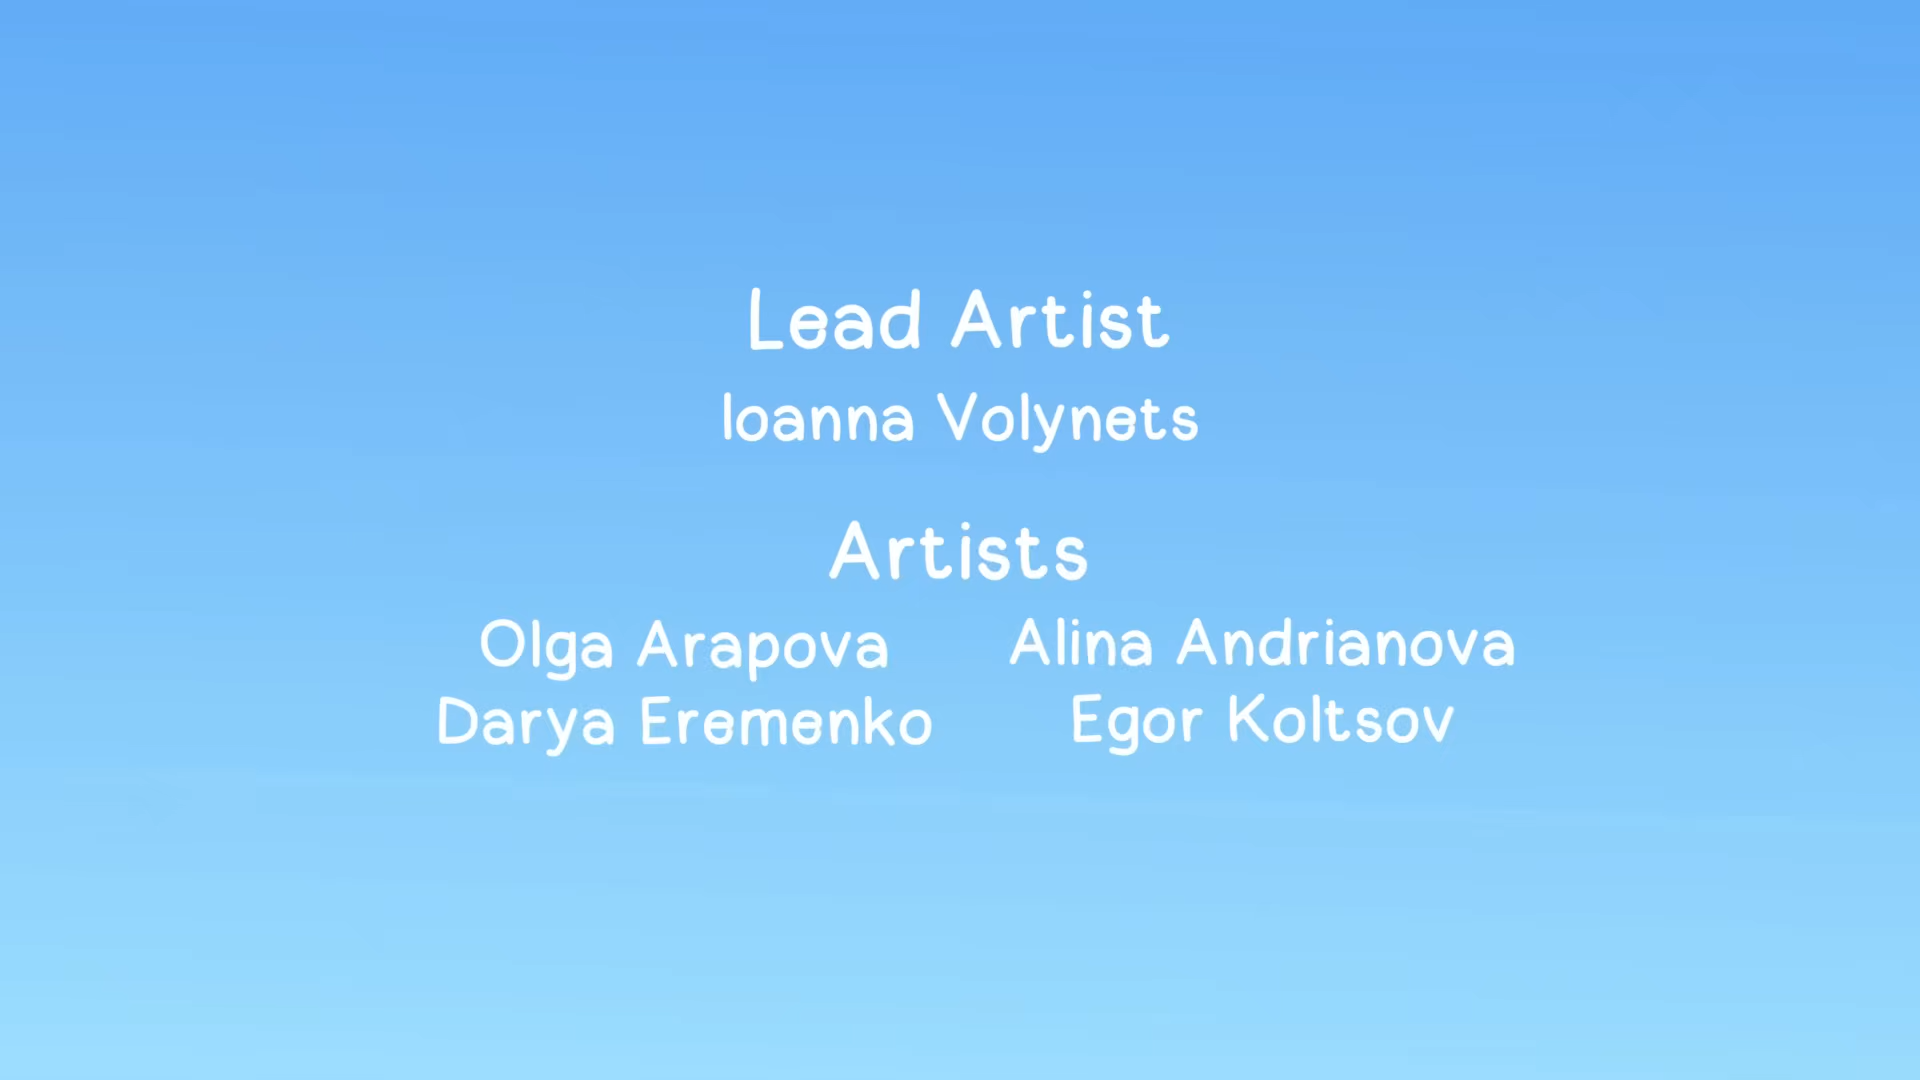 Lead Artist
Ioanna Volynets
Artists
Olga Arapova Alina Andrianova
Darya Eremenko Egor Koltsov